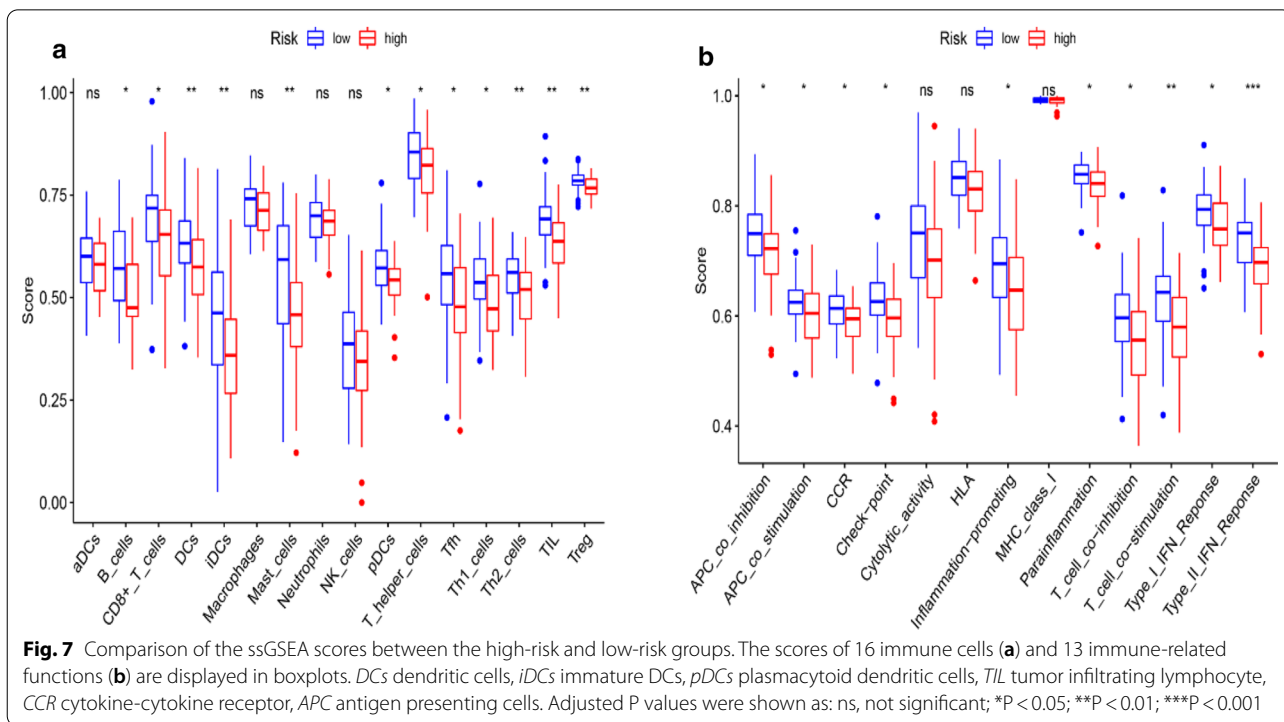 a
Risk low high
ns * * ** ** ns ** ns ns * * * * ** ** **
1.00
0.75
0.50
0.25
0.00
Score
aDCs
B_cells
CD8+_T_cells
DCs
iDCs
Macrophages
Mast_cells
Neutrophils
NK_cells
pDCs
T_helper_cells
Tfh
Th1_cells
Th2_cells
TIL
Treg
b
Risk low high
* * * * ns ns * ns * * ** * ***
1.0
0.8
0.6
0.4
Score
APC_co_inhibition
APC_co_stimulation
CCR
Check-point
Cytolytic_activity
HLA
Inflammation-promoting
MHC_class_I
Parainflammation
T_cell_co-inhibition
T_cell_co-stimulation
Type_I_IFN_Reponse
Type_II_IFN_Reponse
Fig. 7 Comparison of the ssGSEA scores between the high-risk and low-risk groups. The scores of 16 immune cells (a) and 13 immune-related
functions (b) are displayed in boxplots. DCs dendritic cells, iDCs immature DCs, pDCs plasmacytoid dendritic cells, TIL tumor infiltrating lymphocyte,
CCR cytokine-cytokine receptor, APC antigen presenting cells. Adjusted P values were shown as: ns, not significant; *P < 0.05; **P < 0.01; ***P < 0.001